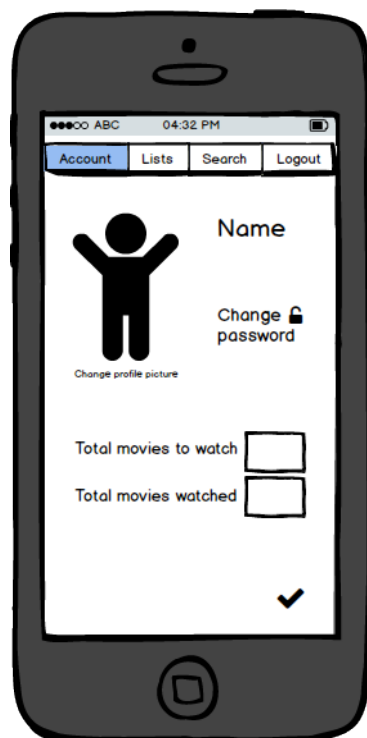 ABC 04:32 PM
Account Lists Search Logout
Name
Change
password
Change profile picture
Total movies to watch
Total movies watched